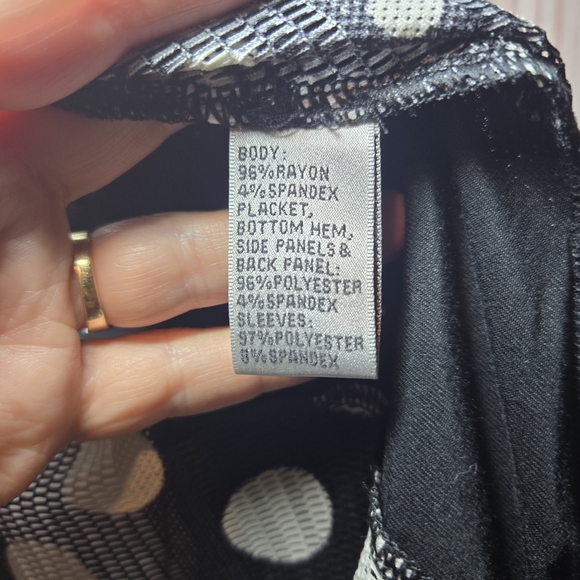 BODY:
96%RAYON
4%SPANDEX
PLACKET,
BOTTOM HEM,
SIDE PANELS&
BACK PANEL:
96%POLYESTER
4%SPANDEX
SLEEVES:
97%POLYESTER
3%SPANDEX